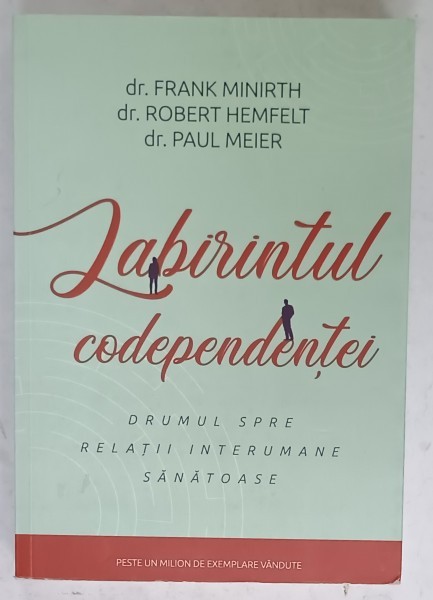 dr. FRANK MINIRTH
dr. ROBERT HEMFELT
dr. PAUL MEIER
Labirintul
codependenței
DRUMUL SPRE
RELAȚII INTERUMANE
SĂNĂTOASE
PESTE UN MILION DE EXEMPLARE VÂNDUTE